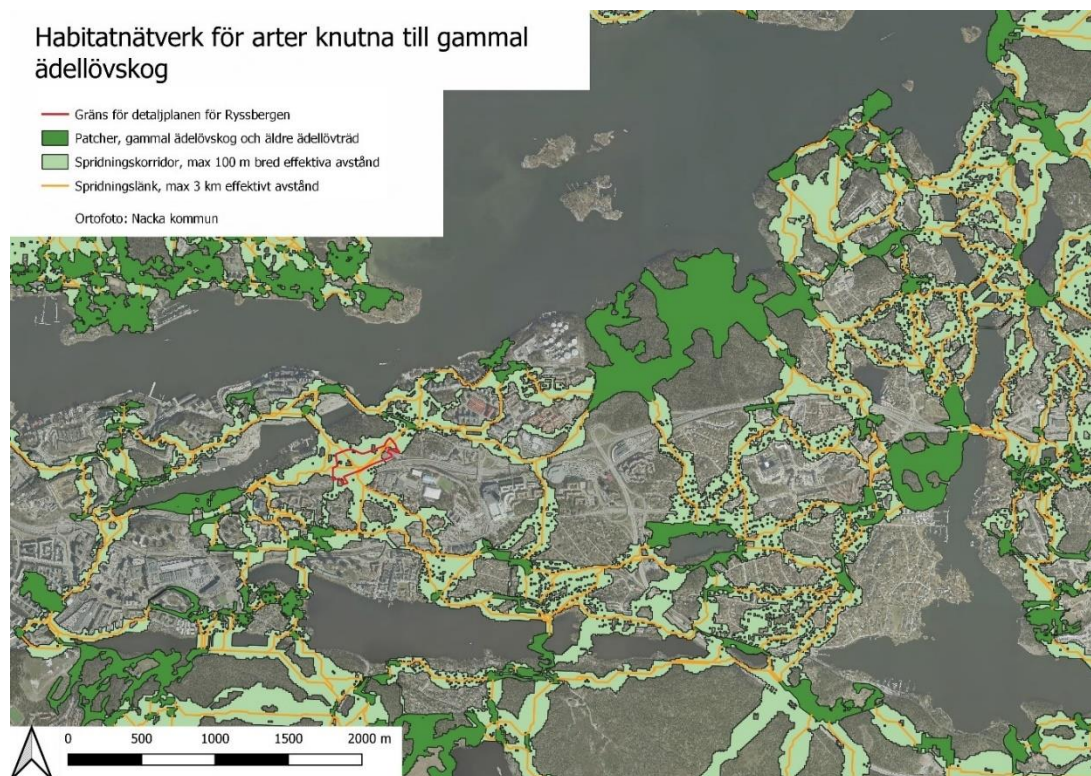 Habitatnätverk för arter knutna till gammal
ädellövskog
Gräns för detaljplanen för Ryssbergen
Patcher, gammal ädelövskog och äldre ädellövträd
Spridningskorridor, max 100 m bred effektiva avstånd
Spridningslänk, max 3 km effektivt avstånd
Ortofoto: Nacka kommun
0 500 1000 1500 2000 m